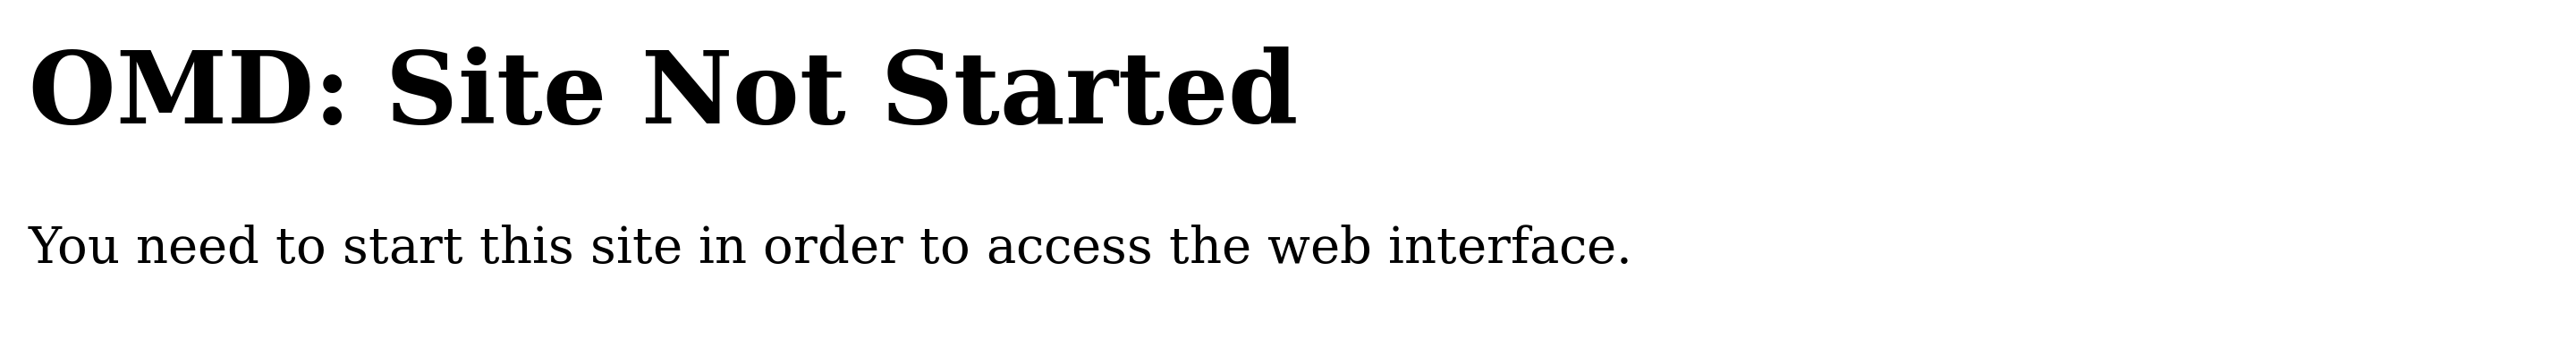 OMD: Site Not Started
You need to start this site in order to access the web interface.